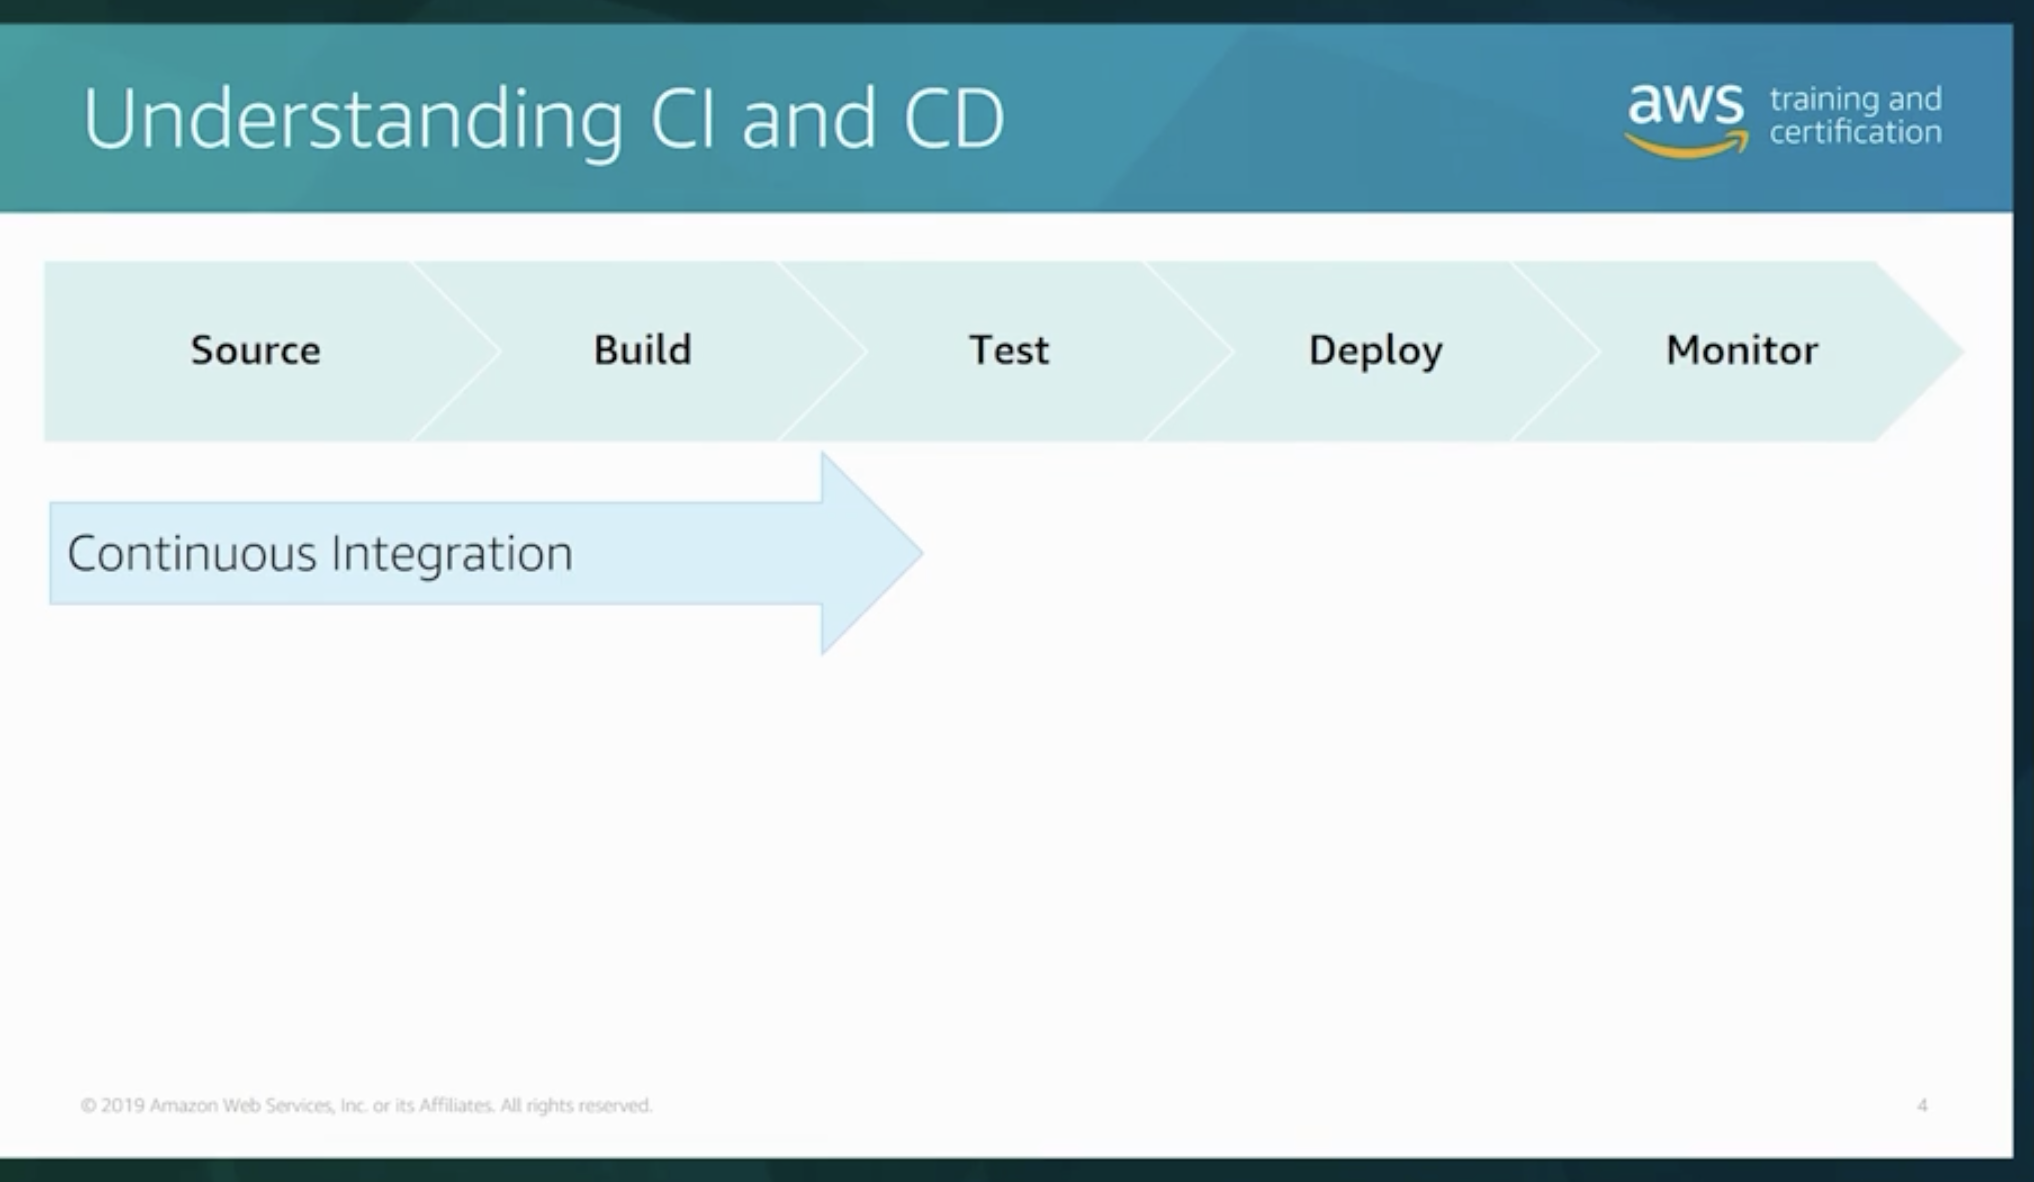 Understanding CI and CD
aws training and
certification
Source Build Test Deploy Monitor
Continuous Integration
© 2019 Amazon Web Services, Inc. or its Affiliates. All rights reserved.
4